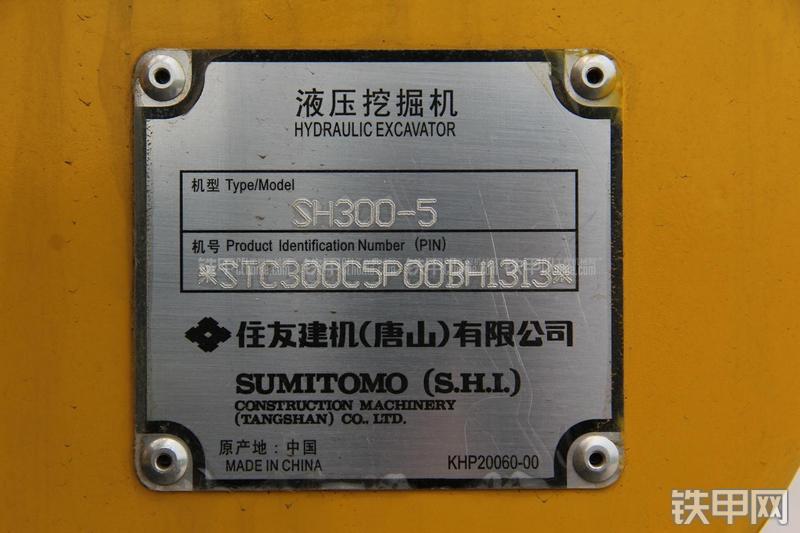 液压挖掘机
HYDRAULIC EXCAVATOR
机型 Type/Model
SH300-5
机号 Product Identification Number (PIN)
*STC300C5P00BH1313*
住友建机(唐山)有限公司
SUMITOMO (S.H.I.)
CONSTRUCTION MACHINERY
(TANGSHAN) CO., LTD.
原产地: 中国
MADE IN CHINA
KHP20060-00
铁甲网